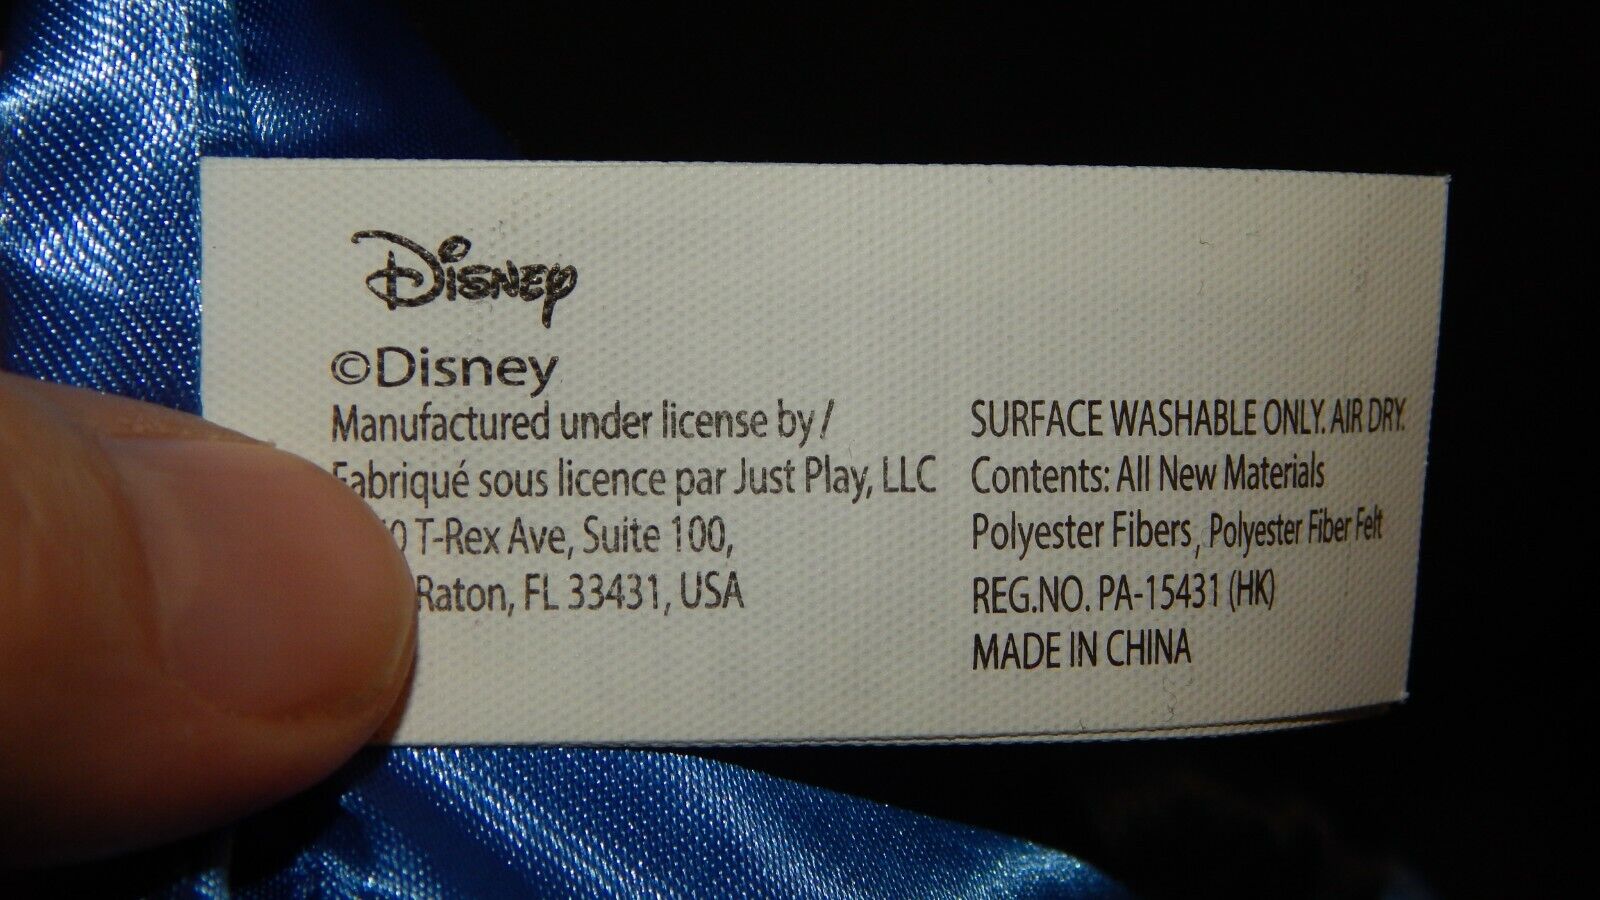 Disney
©Disney
Manufactured under license by/
Fabriqué sous licence par Just Play, LLC
T-Rex Ave, Suite 100,
Raton, FL 33431, USA
SURFACE WASHABLE ONLY. AIR DRY.
Contents: All New Materials
Polyester Fibers, Polyester Fiber Felt
REG.NO. PA-15431 (HK)
MADE IN CHINA